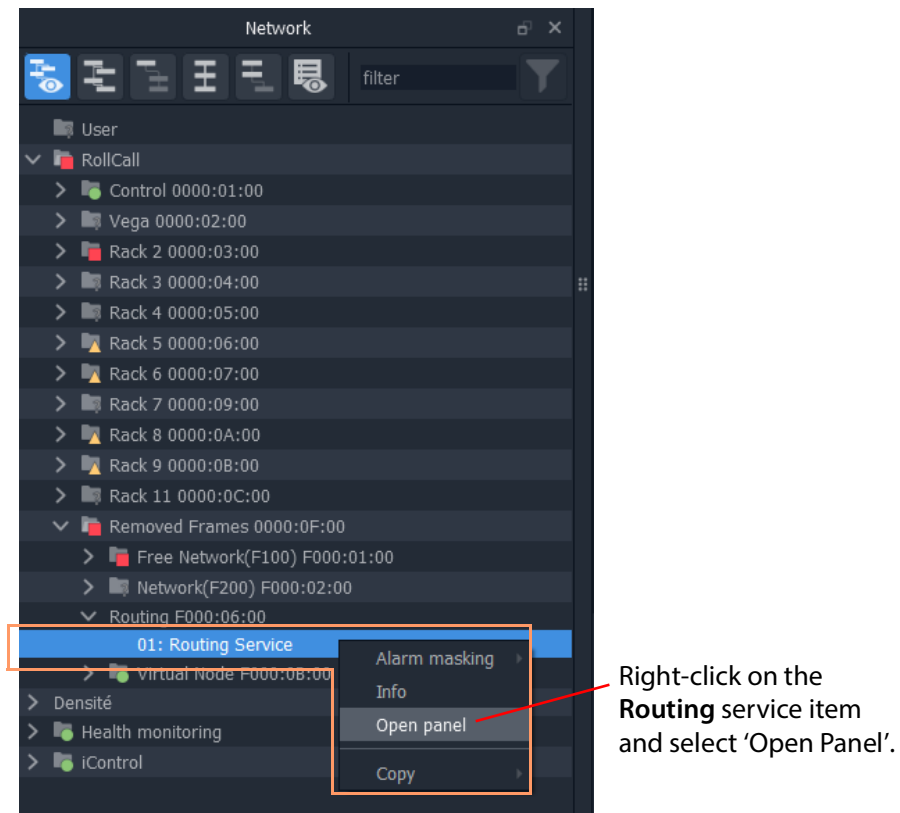 Network
filter
User
RollCall
Control 0000:01:00
Vega 0000:02:00
Rack 2 0000:03:00
Rack 3 0000:04:00
Rack 4 0000:05:00
Rack 5 0000:06:00
Rack 6 0000:07:00
Rack 7 0000:09:00
Rack 8 0000:0A:00
Rack 9 0000:0B:00
Rack 11 0000:0C:00
Removed Frames 0000:0F:00
Free Network(F100) F000:01:00
Network(F200) F000:02:00
Routing F000:06:00
01: Routing Service
Virtual Node F000:0B:00
Densité
Health monitoring
iControl
Alarm masking
Info
Open panel
Copy
Right-click on the
Routing service item
and select ‘Open Panel’.